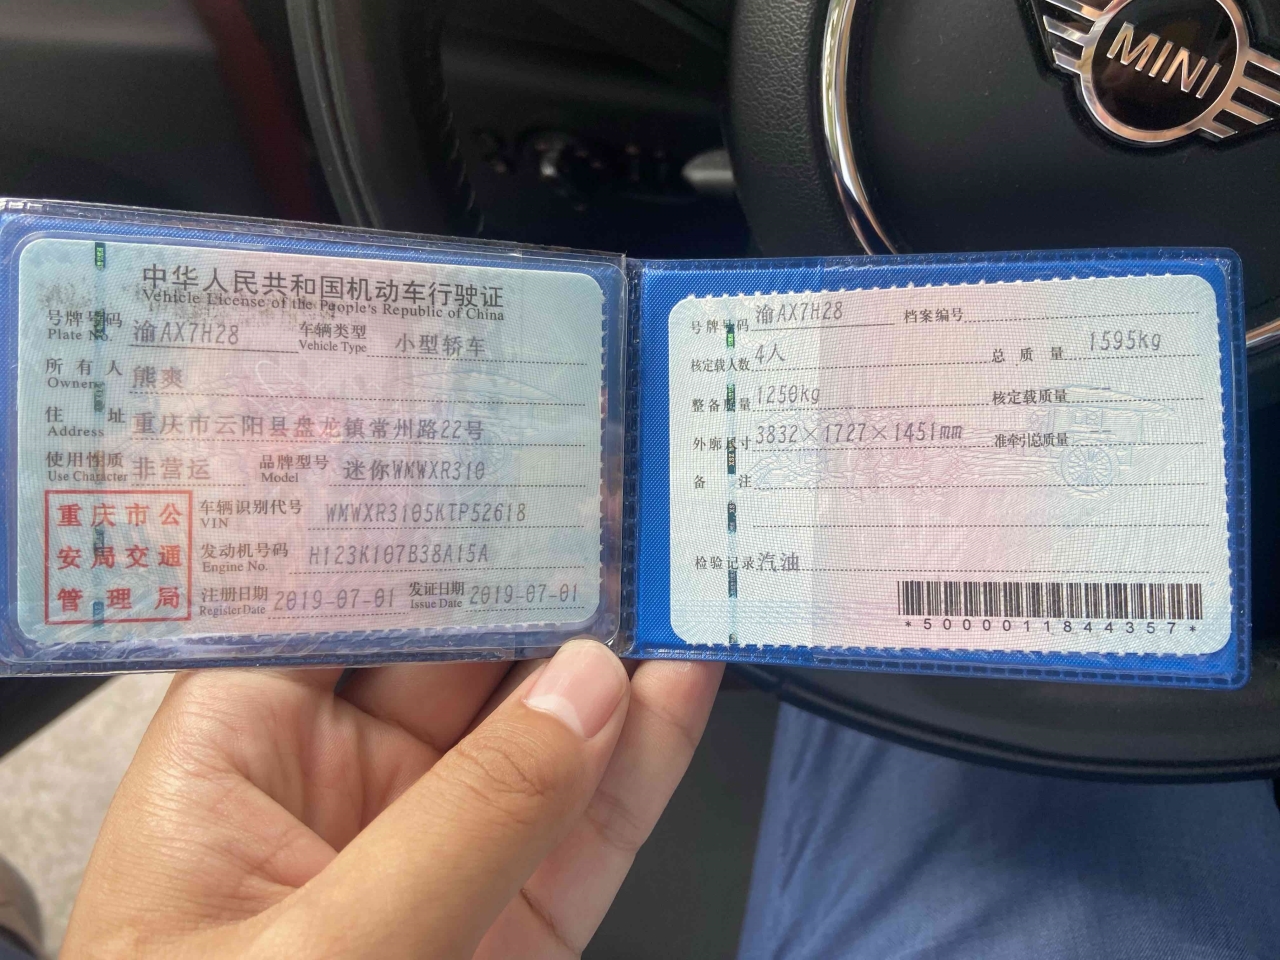 MINI
中华人民共和国机动车行驶证
Vehicle License of the People's Republic of China
号牌号码 渝AX7H28 车辆类型 小型轿车
Plate No. Vehicle Type
所有人 熊爽
Owner
住址 重庆市云阳县盘龙镇常州路22号
Address
使用性质 非营运 品牌型号 迷你WMWXR310
Use Character Model
重庆市公
安局交通
管理局
车辆识别代号 WMWXR3105KTP52618
VIN
发动机号码 H123K107B38A15A
Engine No.
注册日期 2019-07-01 发证日期 2019-07-01
Register Date Issue Date
号牌号码 渝AX7H28 档案编号
核定载人数 4人 总质量 1595kg
整备质量 1250kg 核定载质量
外廓尺寸 3832×1727×1451mm 准牵引总质量
备注
检验记录 汽油
*5000011844357*